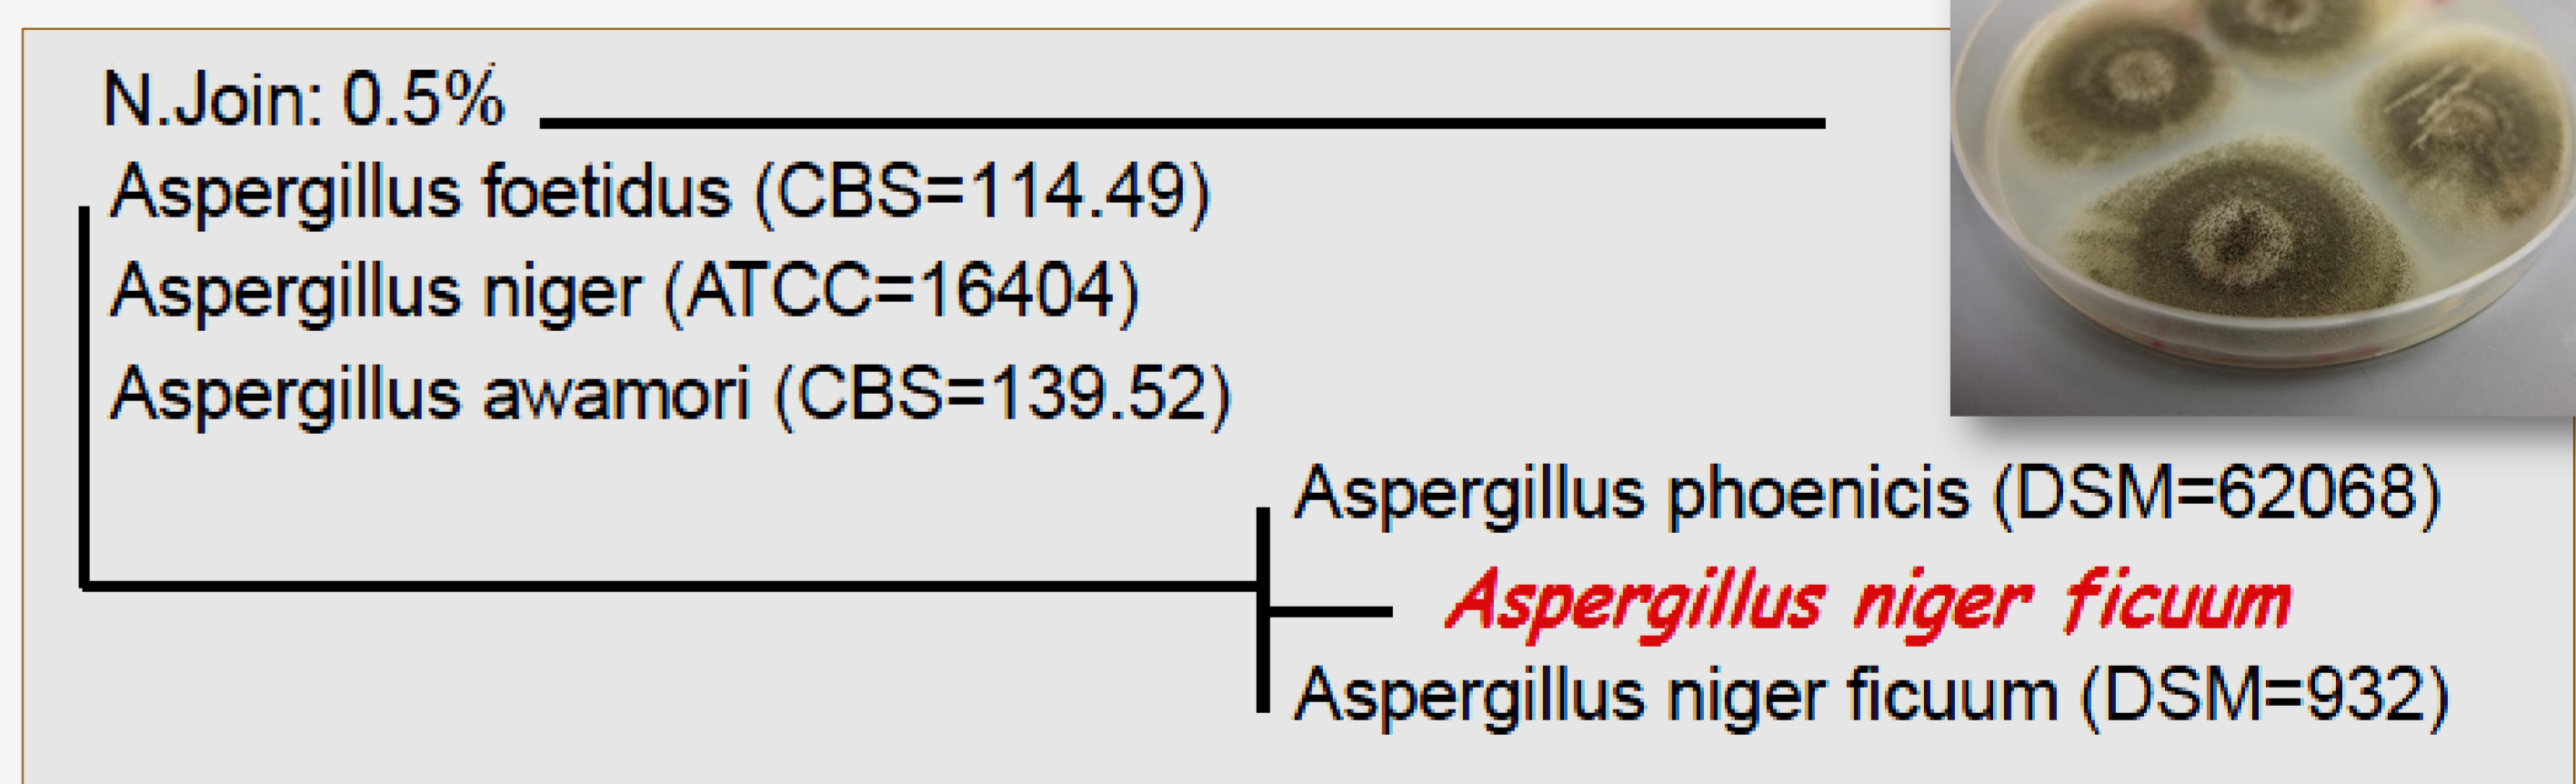 N.Join: 0.5%
Aspergillus foetidus (CBS=114.49)
Aspergillus niger (ATCC=16404)
Aspergillus awamori (CBS=139.52)
Aspergillus phoenicis (DSM=62068)
Aspergillus niger ficuum
Aspergillus niger ficuum (DSM=932)